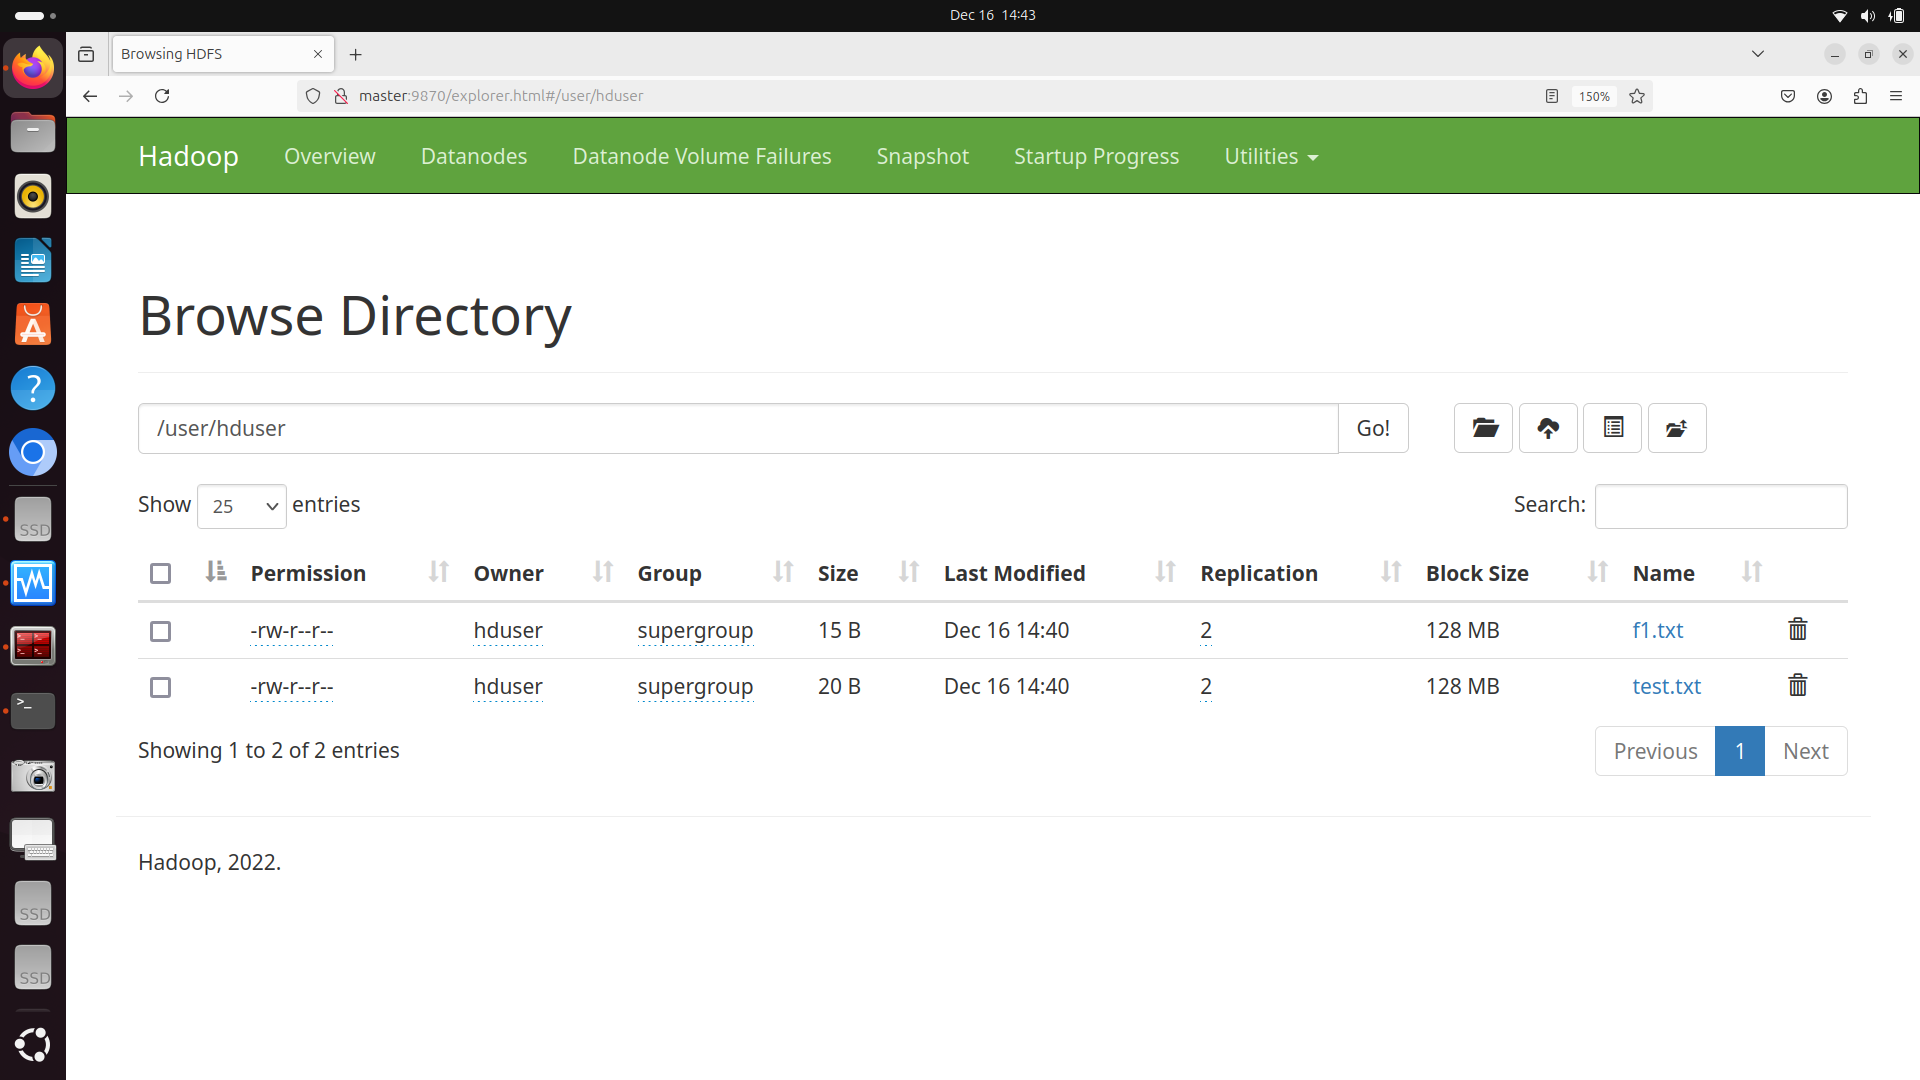 Dec 16 14:43
Browsing HDFS
master:9870/explorer.html#/user/hduser
150%
Hadoop Overview Datanodes Datanode Volume Failures Snapshot Startup Progress Utilities
Browse Directory
/user/hduser Go!
Show 25 entries Search:
Permission Owner Group Size Last Modified Replication Block Size Name
-rw-r--r-- hduser supergroup 15 B Dec 16 14:40 2 128 MB f1.txt
-rw-r--r-- hduser supergroup 20 B Dec 16 14:40 2 128 MB test.txt
Showing 1 to 2 of 2 entries Previous 1 Next
Hadoop, 2022.
SSD
SSD
SSD